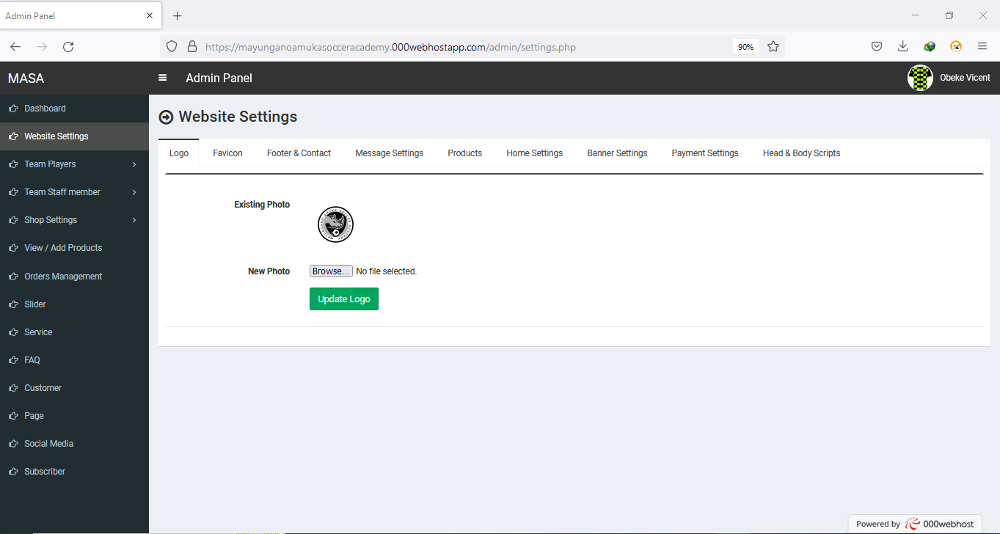 Admin Panel
https://mayunganoamukasocceracademy.000webhostapp.com/admin/settings.php
90%
MASA
Admin Panel
Obeke Vicent
Dashboard
Website Settings
Team Players
Team Staff member
Shop Settings
View / Add Products
Orders Management
Slider
Service
FAQ
Customer
Page
Social Media
Subscriber
Website Settings
Logo Favicon Footer & Contact Message Settings Products Home Settings Banner Settings Payment Settings Head & Body Scripts
Existing Photo
New Photo Browse... No file selected.
Update Logo
Powered by 000webhost